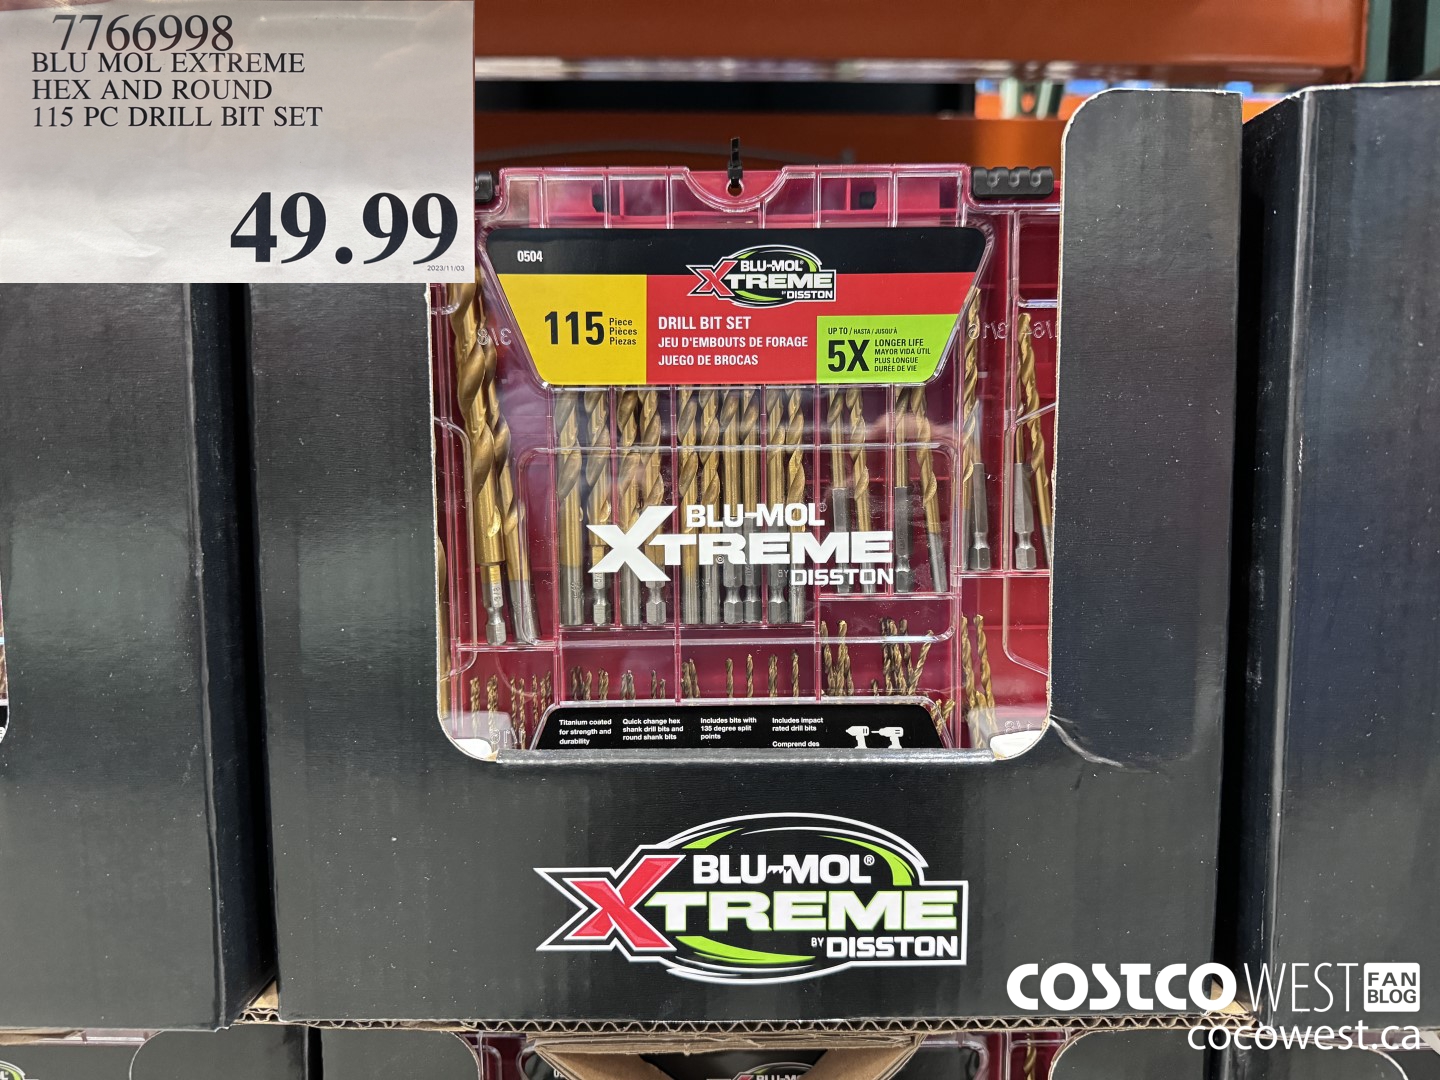 7766998
BLU MOL EXTREME
HEX AND ROUND
115 PC DRILL BIT SET
49.99
2023/11/03
0504
BLU-MOL®
XTREME
BY DISSTON
115 Piece
Pièces
Piezas
DRILL BIT SET
JEU D'EMBOUTS DE FORAGE
JUEGO DE BROCAS
UP TO / HASTA / JUSQU'À
5X LONGER LIFE
MAYOR VIDA ÚTIL
PLUS LONGUE
DURÉE DE VIE
3/8
BLU-MOL®
XTREME
BY DISSTON
Titanium coated
for strength and
durability
Quick change hex
shank drill bits and
round shank bits
Includes bits with
135 degree split
points
Includes impact
rated drill bits
Comprend des
BLU-MOL®
XTREME
BY DISSTON
COSTCO WEST FAN BLOG
cocowest.ca